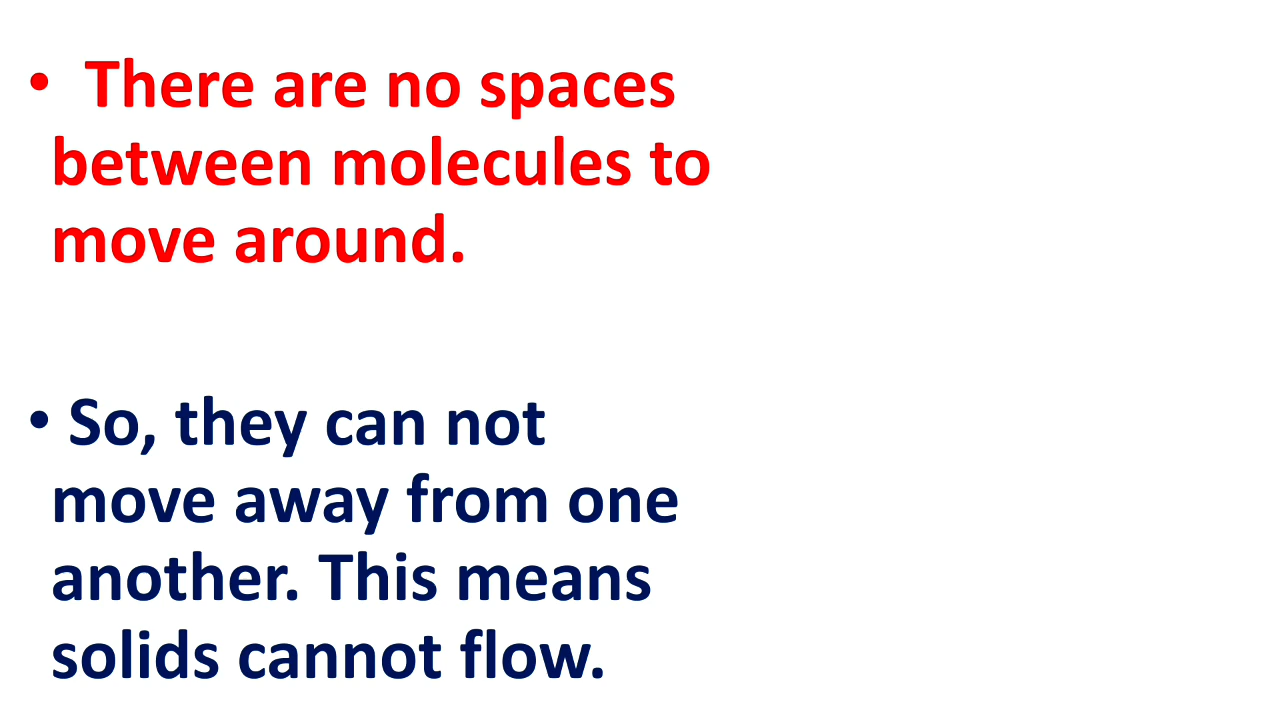 • There are no spaces
between molecules to
move around.
• So, they can not
move away from one
another. This means
solids cannot flow.